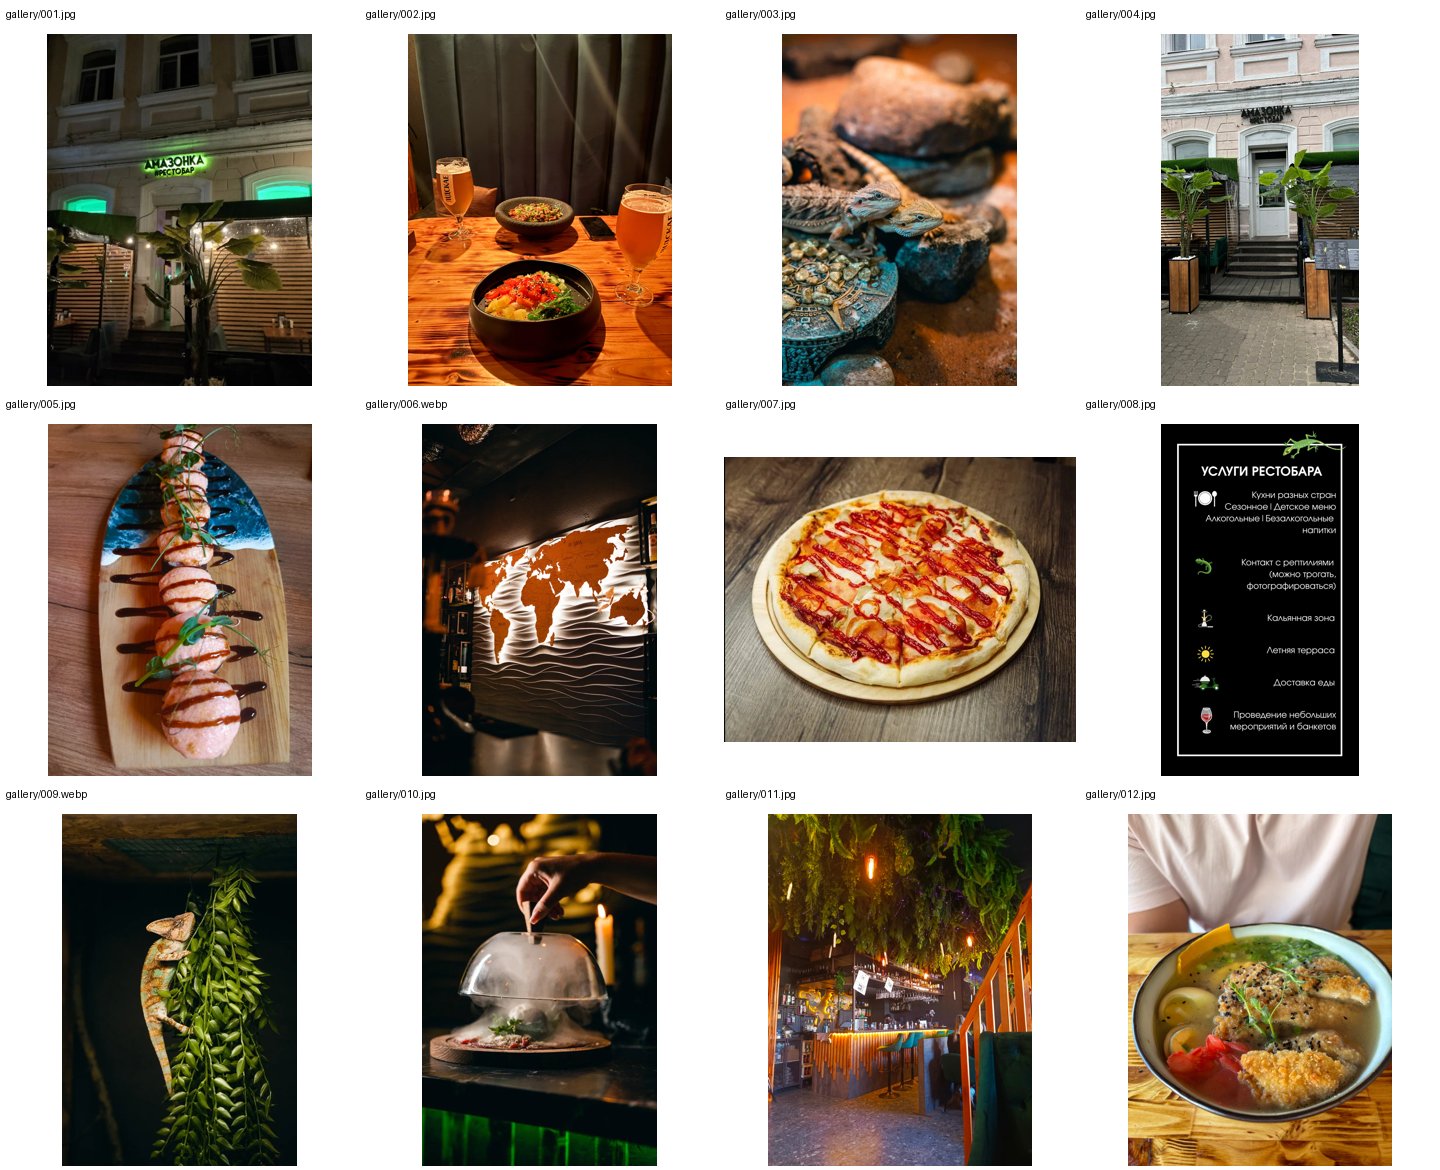 gallery/001.jpg
gallery/002.jpg
gallery/003.jpg
gallery/004.jpg
АМАЗОНКА
#РЕСТОБАР
АМАЗОНКА
#РЕСТОБАР
gallery/005.jpg
gallery/006.webp
gallery/007.jpg
gallery/008.jpg
УСЛУГИ РЕСТОБАРА
Кухни разных стран
Сезонное | Детское меню
Алкогольные | Безалкогольные
напитки
Контакт с рептилиями
(можно трогать,
фотографироваться)
Кальянная зона
Летняя терраса
Доставка еды
Проведение небольших
мероприятий и банкетов
gallery/009.webp
gallery/010.jpg
gallery/011.jpg
gallery/012.jpg